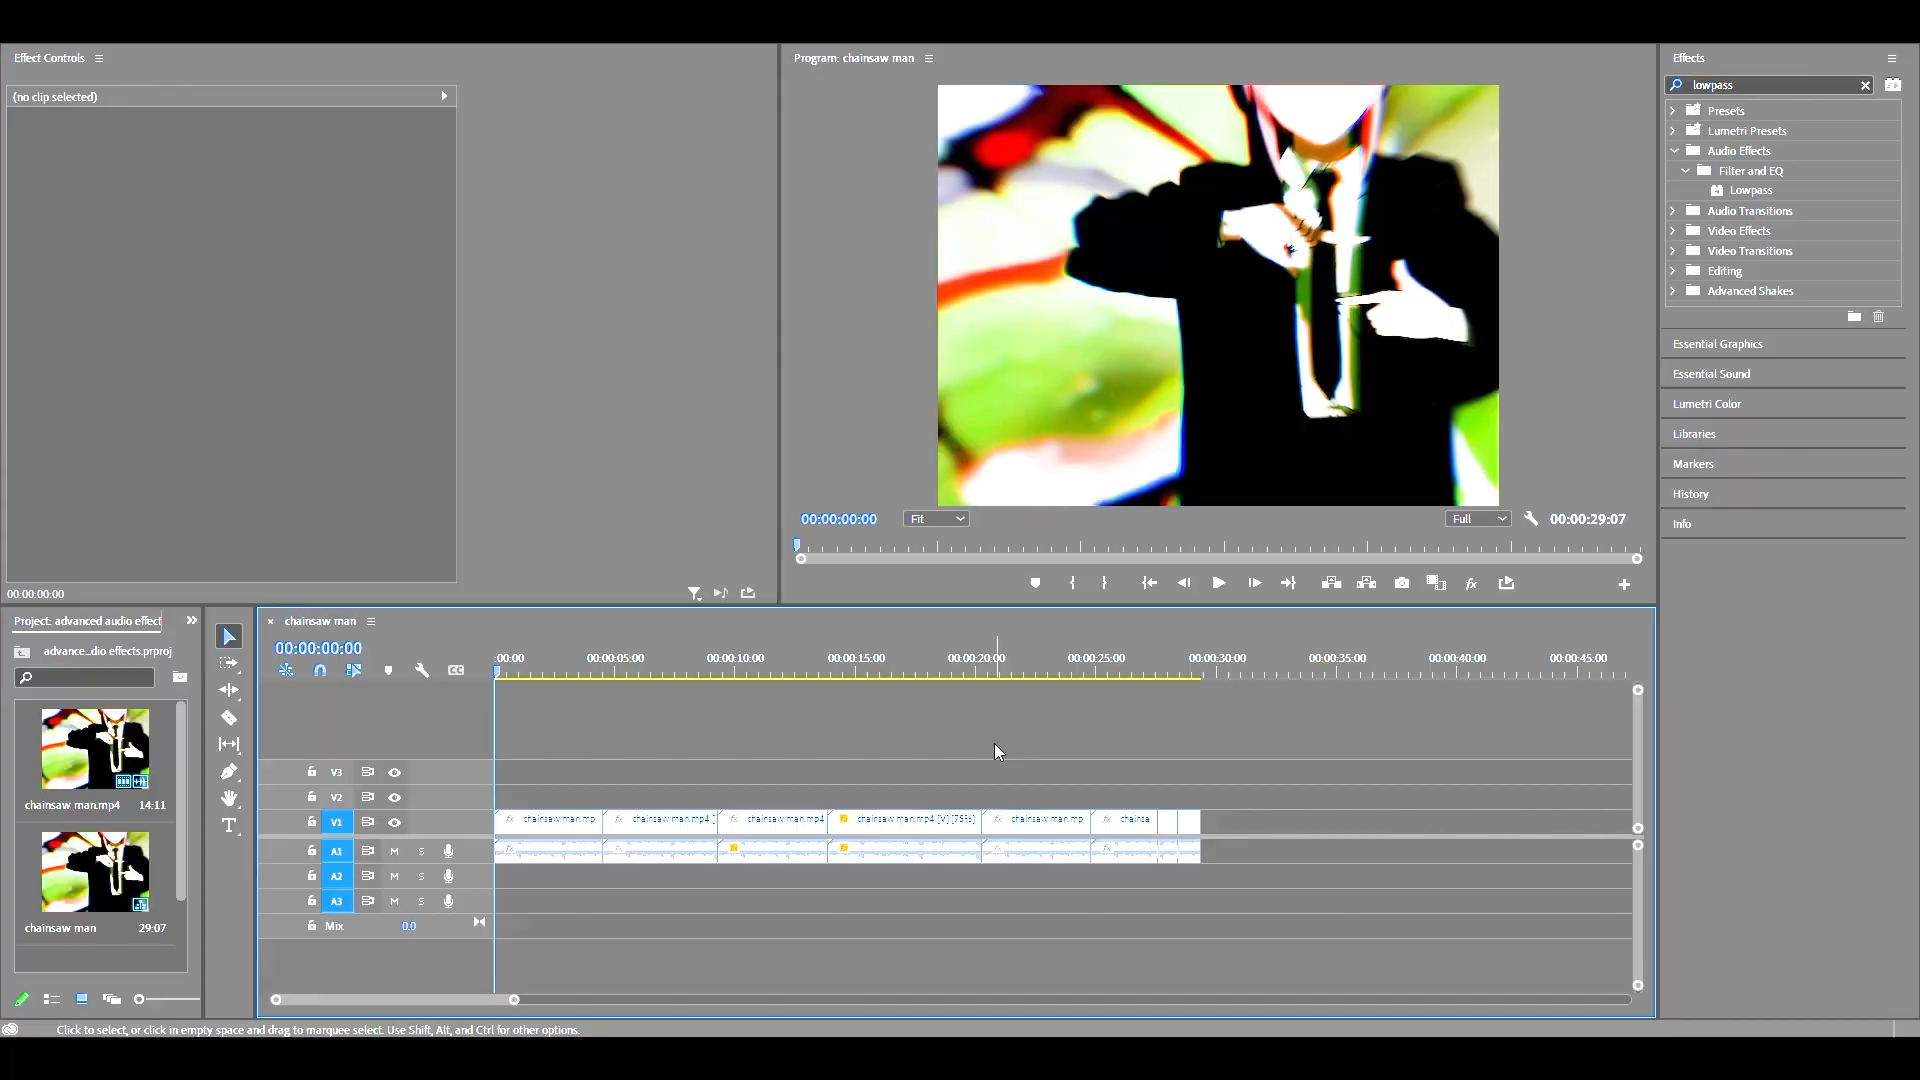 Effect Controls
(no clip selected)
00:00:00:00
Program: chainsaw man
00:00:00:00
Fit
Full
00:00:29:07
Effects
lowpass
Presets
Lumetri Presets
Audio Effects
Filter and EQ
Lowpass
Audio Transitions
Video Effects
Video Transitions
Editing
Advanced Shakes
Essential Graphics
Essential Sound
Lumetri Color
Libraries
Markers
History
Info
Project: advanced audio effect
advance_dio effects.prproj
chainsaw man.mp4 14:11
chainsaw man 29:07
chainsaw man
00:00:00:00
:00:00 00:00:05:00 00:00:10:00 00:00:15:00 00:00:20:00 00:00:25:00 00:00:30:00 00:00:35:00 00:00:40:00 00:00:45:00
V3
V2
V1 fx chainsaw man.mp fx chainsaw man.mp4 [ fx chainsaw man.mp4 fx chainsaw man.mp4 [V] [75%] fx chainsaw man.mp fx chainsa
A1 M S
A2 M S
A3 M S
Mix 0.0
Click to select, or click in empty space and drag to marquee select. Use Shift, Alt, and Ctrl for other options.